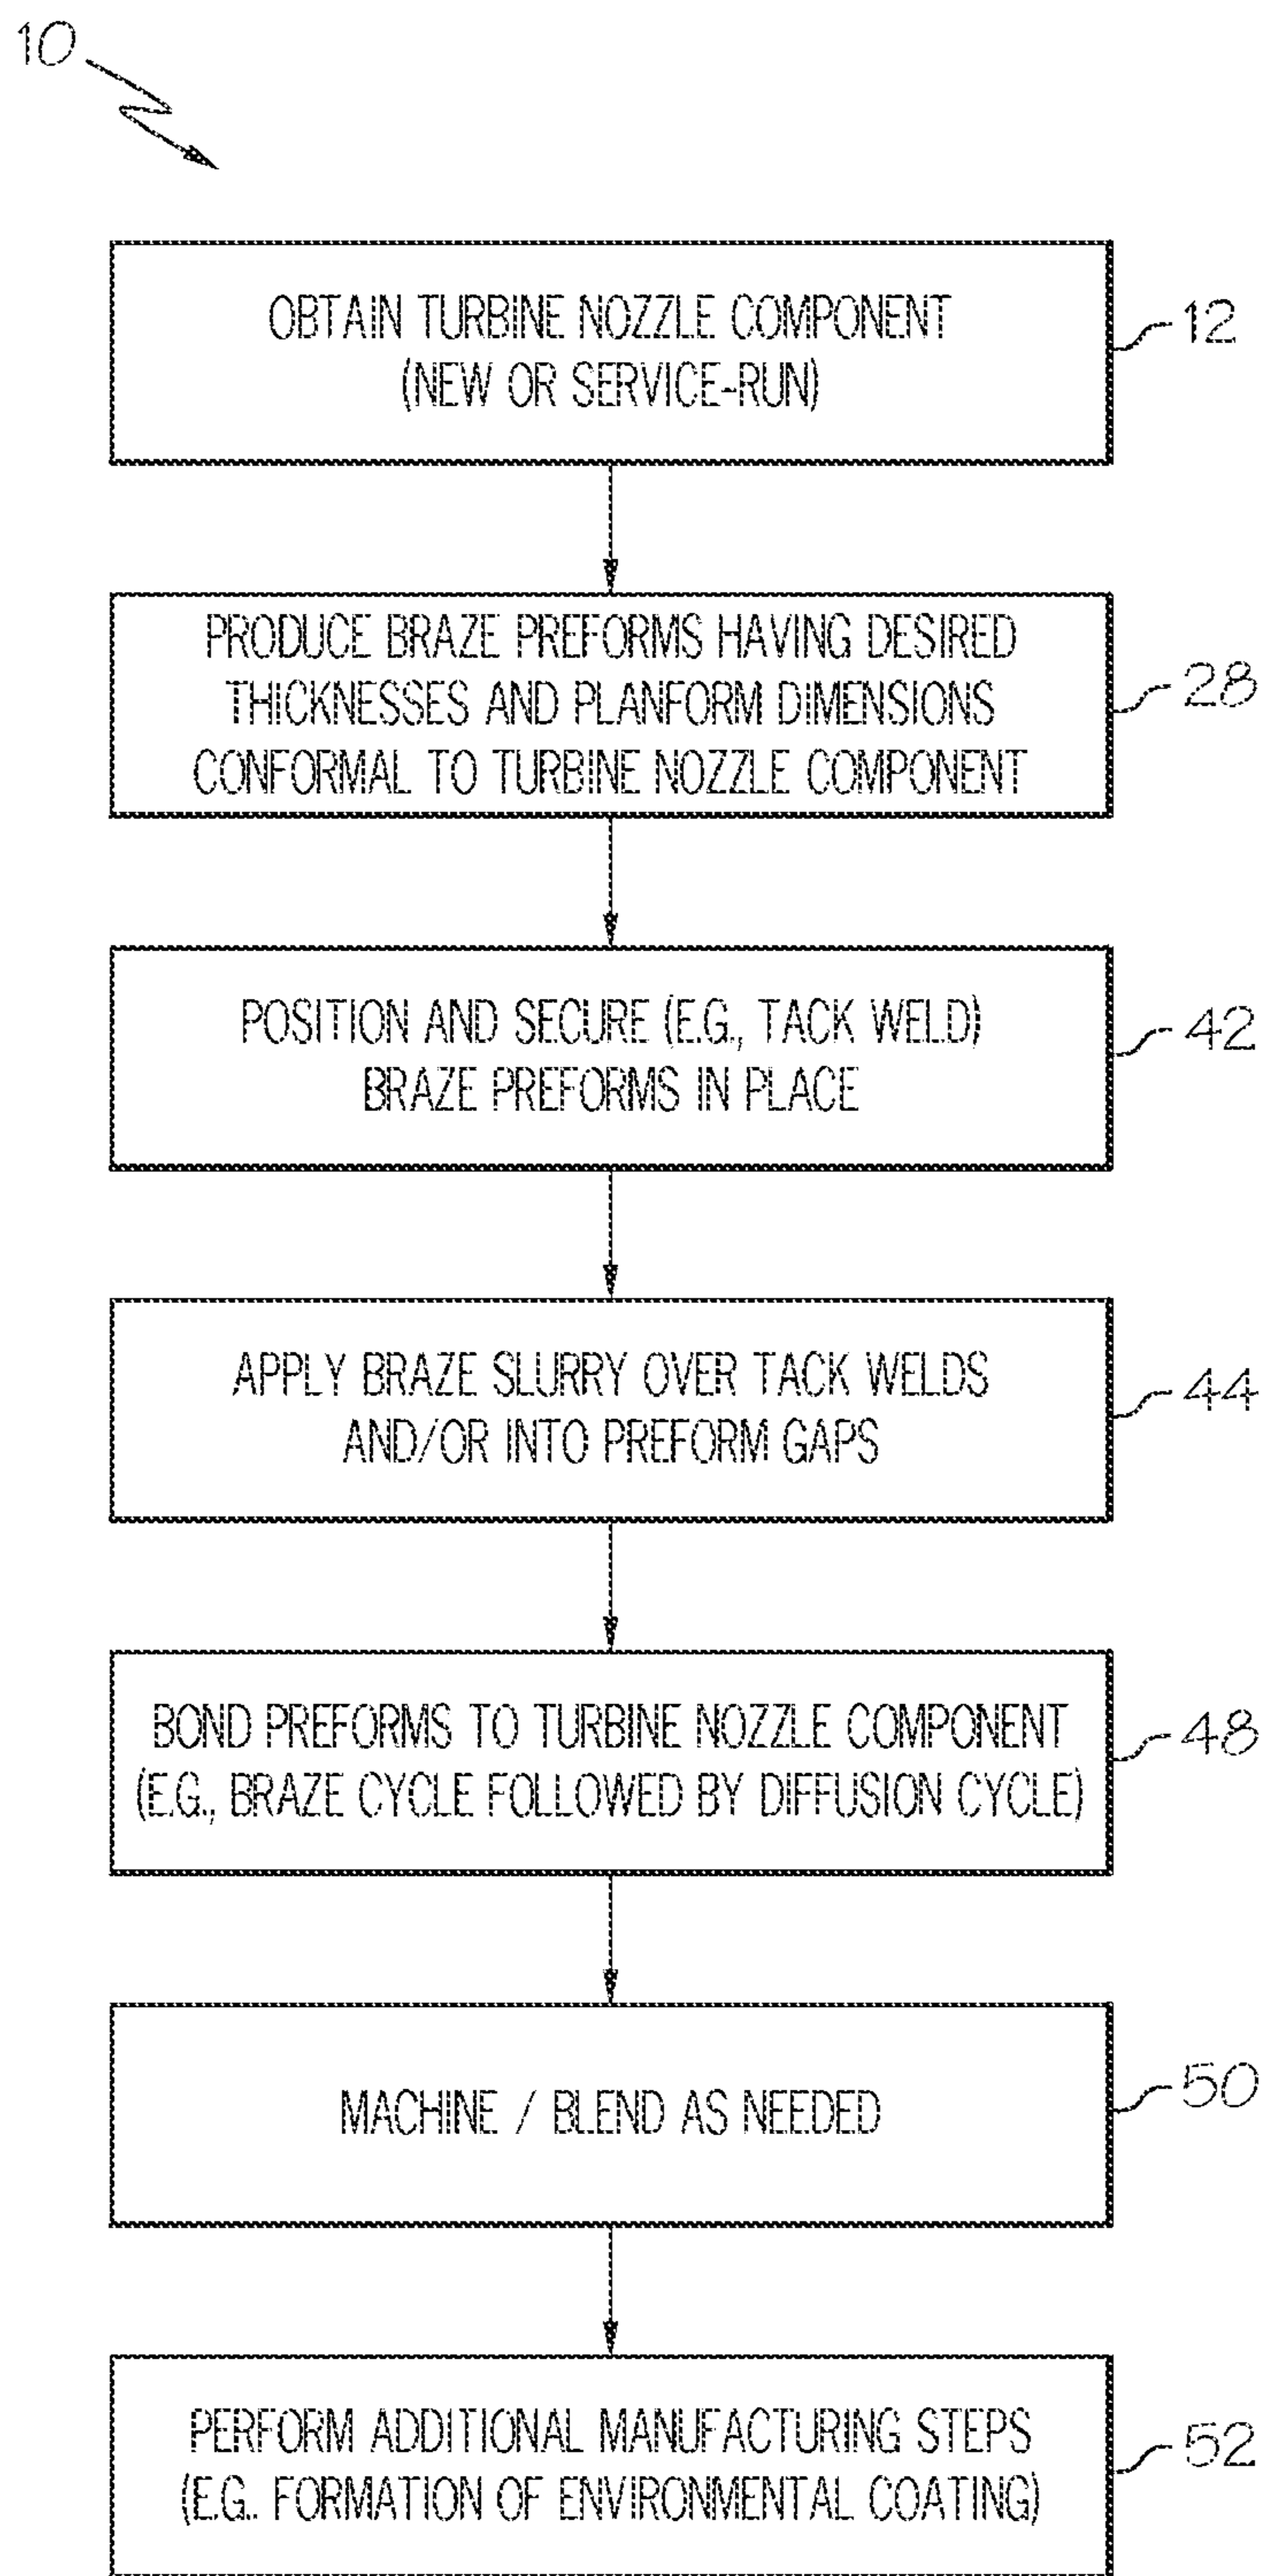 10
OBTAIN TURBINE NOZZLE COMPONENT
(NEW OR SERVICE-RUN)
12
PRODUCE BRAZE PREFORMS HAVING DESIRED
THICKNESSES AND PLANFORM DIMENSIONS
CONFORMAL TO TURBINE NOZZLE COMPONENT
28
POSITION AND SECURE (E.G., TACK WELD)
BRAZE PREFORMS IN PLACE
42
APPLY BRAZE SLURRY OVER TACK WELDS
AND/OR INTO PREFORM GAPS
44
BOND PREFORMS TO TURBINE NOZZLE COMPONENT
(E.G., BRAZE CYCLE FOLLOWED BY DIFFUSION CYCLE)
48
MACHINE / BLEND AS NEEDED
50
PERFORM ADDITIONAL MANUFACTURING STEPS
(E.G.. FORMATION OF ENVIRONMENTAL COATING)
52